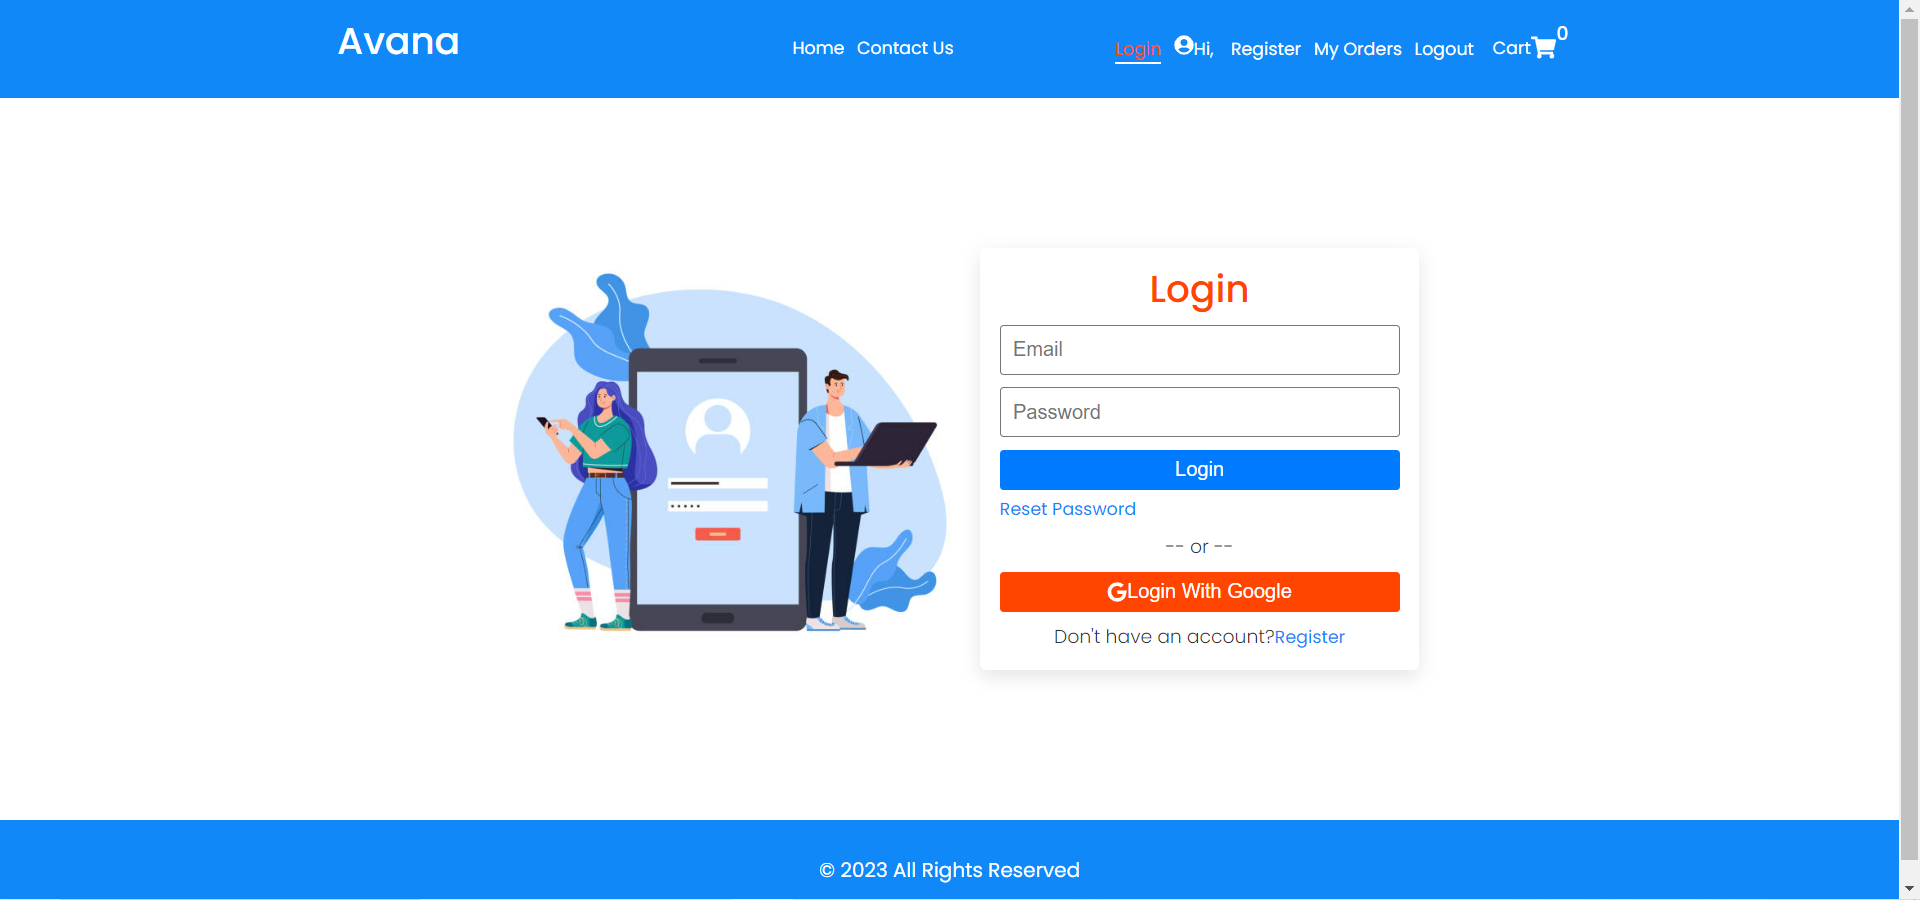 Avana
Home Contact Us
Login Hi, Register My Orders Logout Cart 0
Login
Email
Password
Login
Reset Password
-- or --
Login With Google
Don't have an account?Register
© 2023 All Rights Reserved